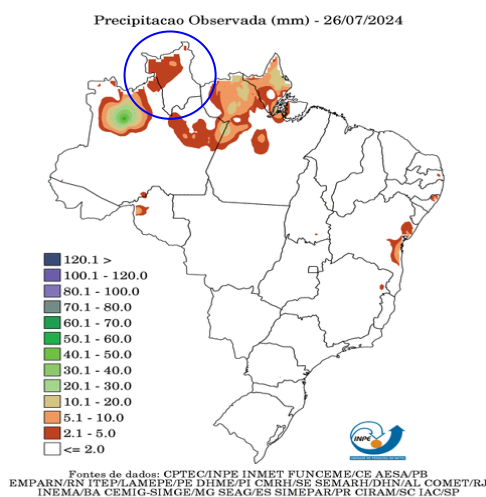 Precipitacao Observada (mm) - 26/07/2024
120.1 >
100.1 - 120.0
80.1 - 100.0
70.1 - 80.0
60.1 - 70.0
50.1 - 60.0
40.1 - 50.0
30.1 - 40.0
20.1 - 30.0
10.1 - 20.0
5.1 - 10.0
2.1 - 5.0
<= 2.0
INPE
Fontes de dados: CPTEC/INPE INMET FUNCEME/CE AESA/PB
EMPARN/RN ITEP/LAMEPE/PE DHME/PI CMRH/SE SEMARH/DHN/AL COMET/RJ
INEMA/BA CEMIG-SIMGE/MG SEAG/ES SIMEPAR/PR CIRAM/SC IAC/SP